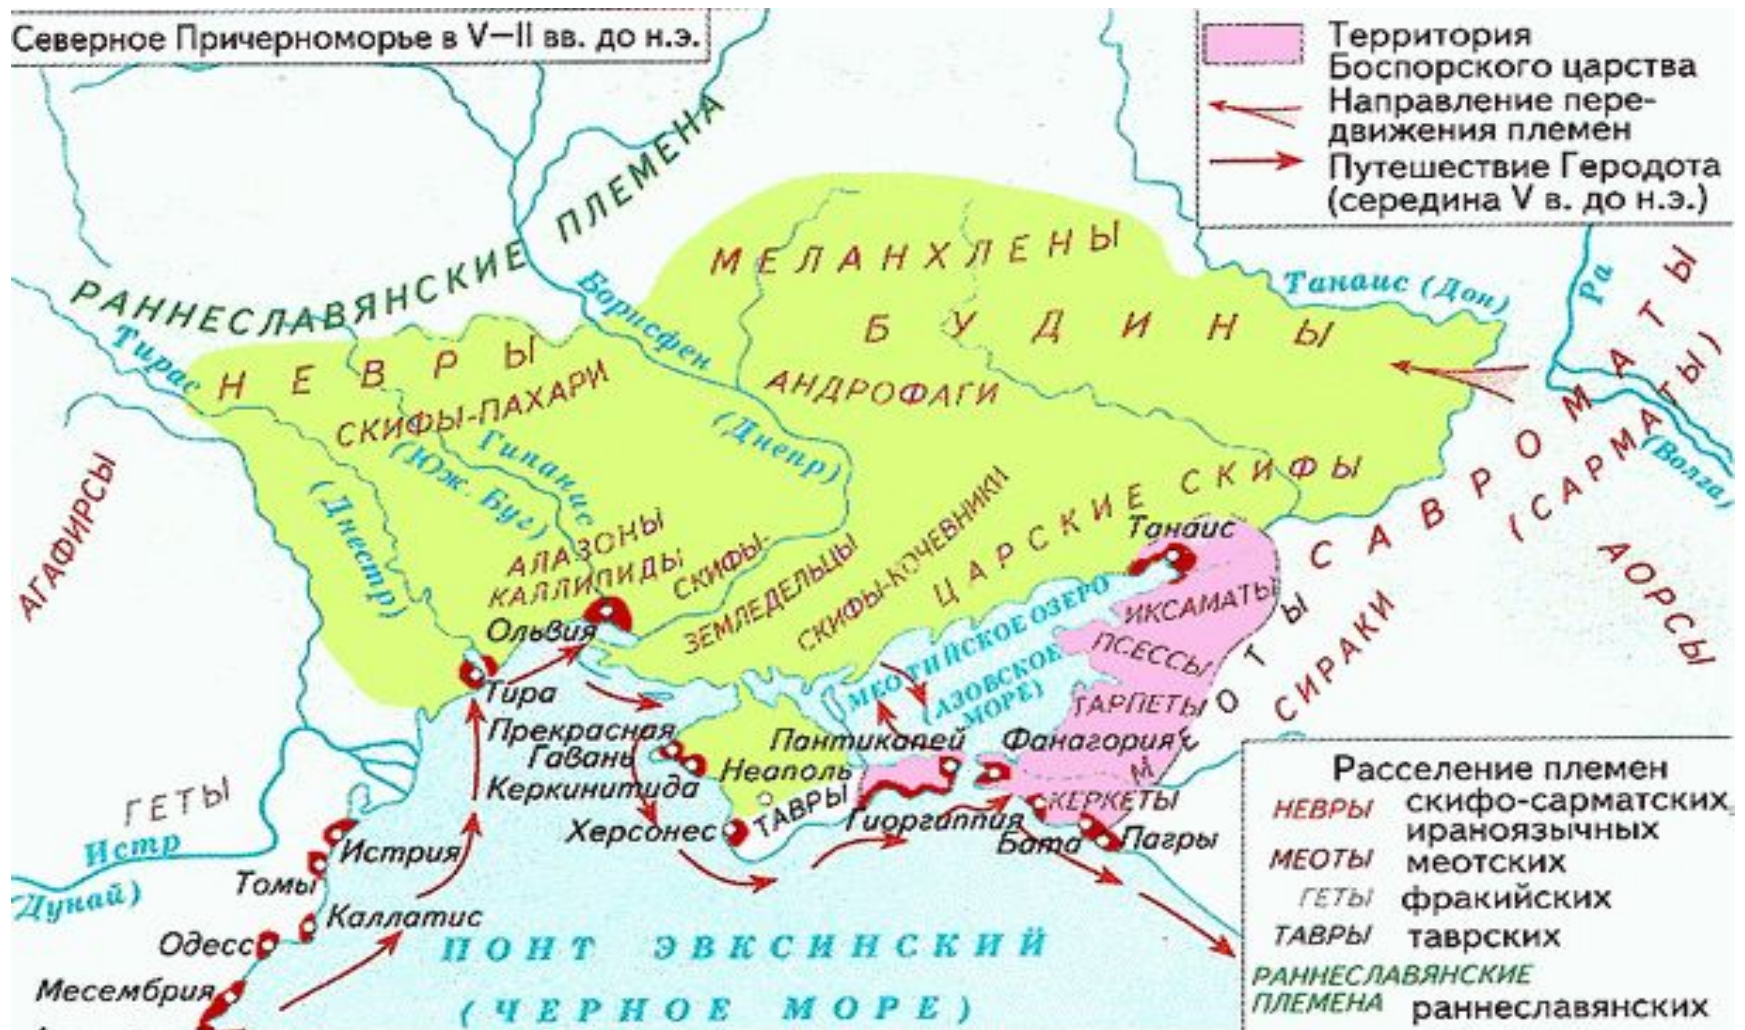 Северное Причерноморье в V—II вв. до н.э.
Территория
Боспорского царства
Направление пере-
движения племен
Путешествие Геродота
(середина V в. до н.э.)
РАННЕСЛАВЯНСКИЕ ПЛЕМЕНА
МЕЛАНХЛЕНЫ
БУДИНЫ
Танаис (Дон)
Ра
(Волга)
САВРОМАТЫ
(САРМАТЫ)
Борисфен
(Днепр)
Тирас
(Днестр)
НЕВРЫ
СКИФЫ-ПАХАРИ
АНДРОФАГИ
Гипанис
(Юж. Буг)
АГАФИРСЫ
АЛАЗОНЫ
КАЛЛИПИДЫ
СКИФЫ-
ЗЕМЛЕДЕЛЬЦЫ
СКИФЫ-КОЧЕВНИКИ
ЦАРСКИЕ СКИФЫ
Танаис
АОРСЫ
СИРАКИ
МЕОТЫ
ИКСАМАТЫ
ПСЕССЫ
ТАРПЕТЫ
КЕРКЕТЫ
МЕОТИЙСКОЕ ОЗЕРО
(АЗОВСКОЕ
МОРЕ)
Ольвия
Тира
Прекрасная
Гавань
Керкинитида
Неаполь
Херсонес
ТАВРЫ
Пантикапей
Фанагория
Гиоргиппия
Бата
Пагры
ГЕТЫ
Истр
(Дунай)
Истрия
Томы
Каллатис
Одесс
Месембрия
ПОНТ ЭВКСИНСКИЙ
(ЧЕРНОЕ МОРЕ)
Расселение племен
НЕВРЫ скифо-сарматских,
ираноязычных
МЕОТЫ меотских
ГЕТЫ фракийских
ТАВРЫ таврских
РАННЕСЛАВЯНСКИЕ
ПЛЕМЕНА раннеславянских